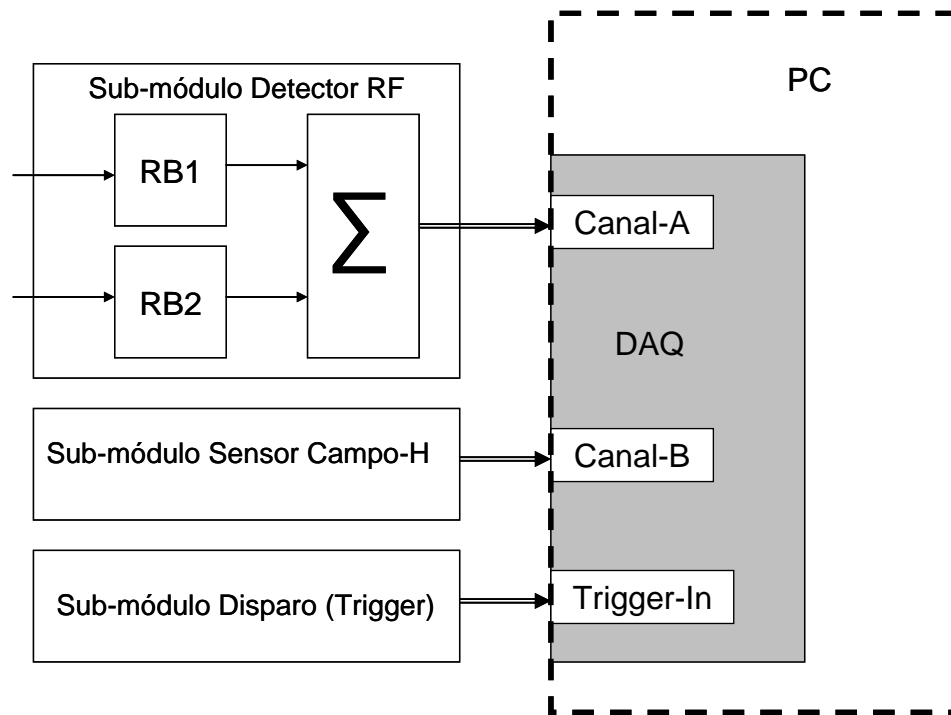 Sub-módulo Detector RF
RB1
RB2
∑
Sub-módulo Sensor Campo-H
Sub-módulo Disparo (Trigger)
PC
Canal-A
DAQ
Canal-B
Trigger-In